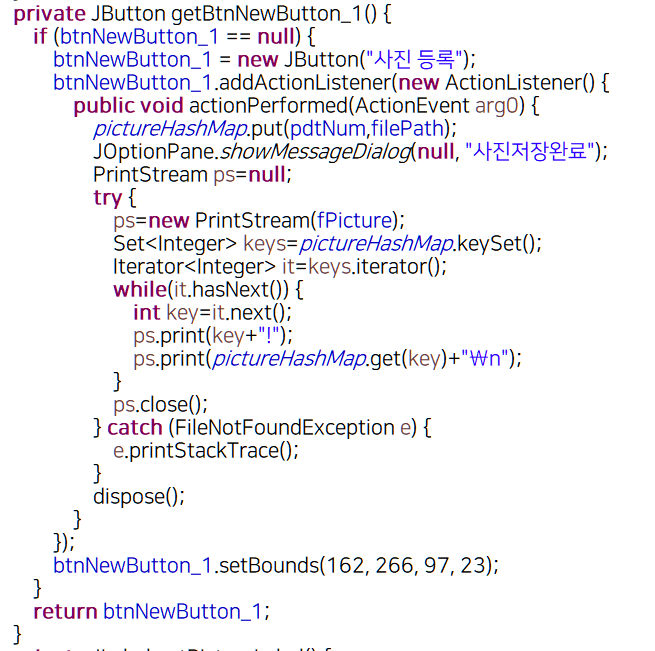 private JButton getBtnNewButton_1() {
if (btnNewButton_1 == null) {
btnNewButton_1 = new JButton("사진 등록");
btnNewButton_1.addActionListener(new ActionListener() {
public void actionPerformed(ActionEvent arg0) {
pictureHashMap.put(pdtNum,filePath);
JOptionPane.showMessageDialog(null, "사진저장완료");
PrintStream ps=null;
try {
ps=new PrintStream(fPicture);
Set<Integer> keys=pictureHashMap.keySet();
Iterator<Integer> it=keys.iterator();
while(it.hasNext()) {
int key=it.next();
ps.print(key+"!");
ps.print(pictureHashMap.get(key)+"₩n");
}
ps.close();
} catch (FileNotFoundException e) {
e.printStackTrace();
}
dispose();
}
});
btnNewButton_1.setBounds(162, 266, 97, 23);
}
return btnNewButton_1;
}